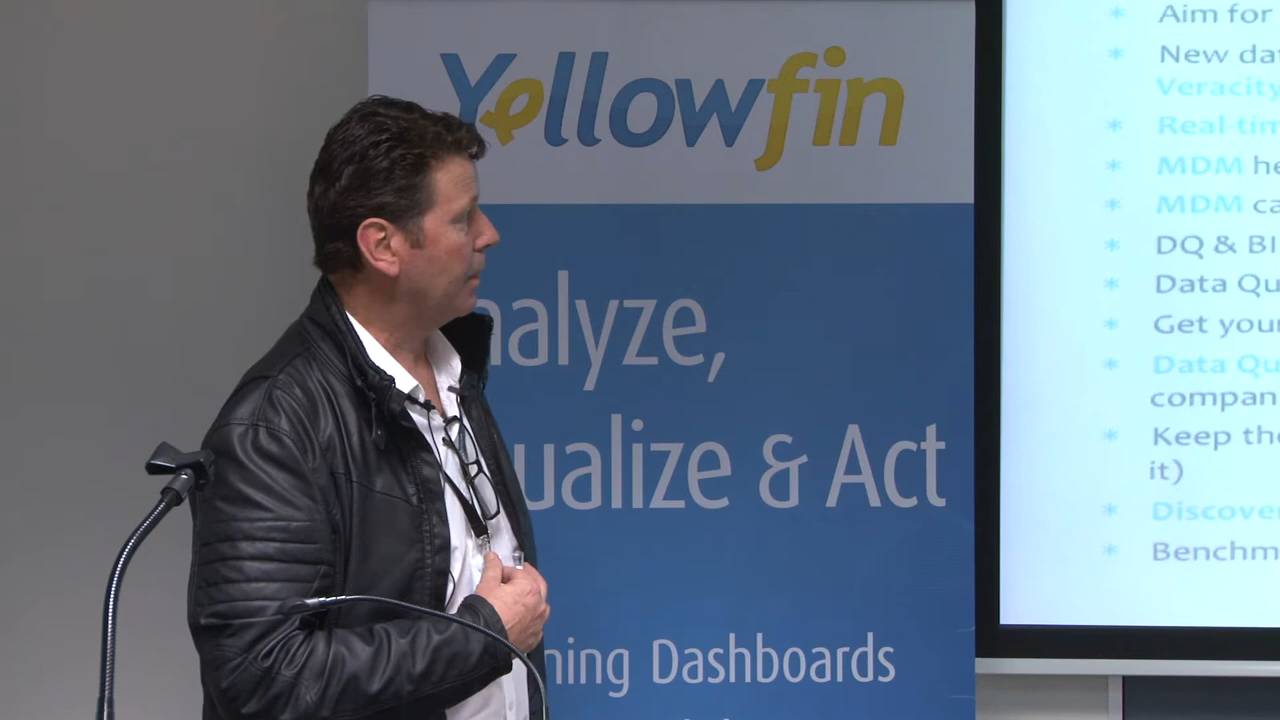 Yellowfin
nalyze,
ualize & Act
ning Dashboards
Aim for
New dat
Veracity
Real-tim
MDM he
MDM ca
DQ & BI
Data Qu
Get your
Data Qu
compan
Keep the
it)
Discover
Benchm